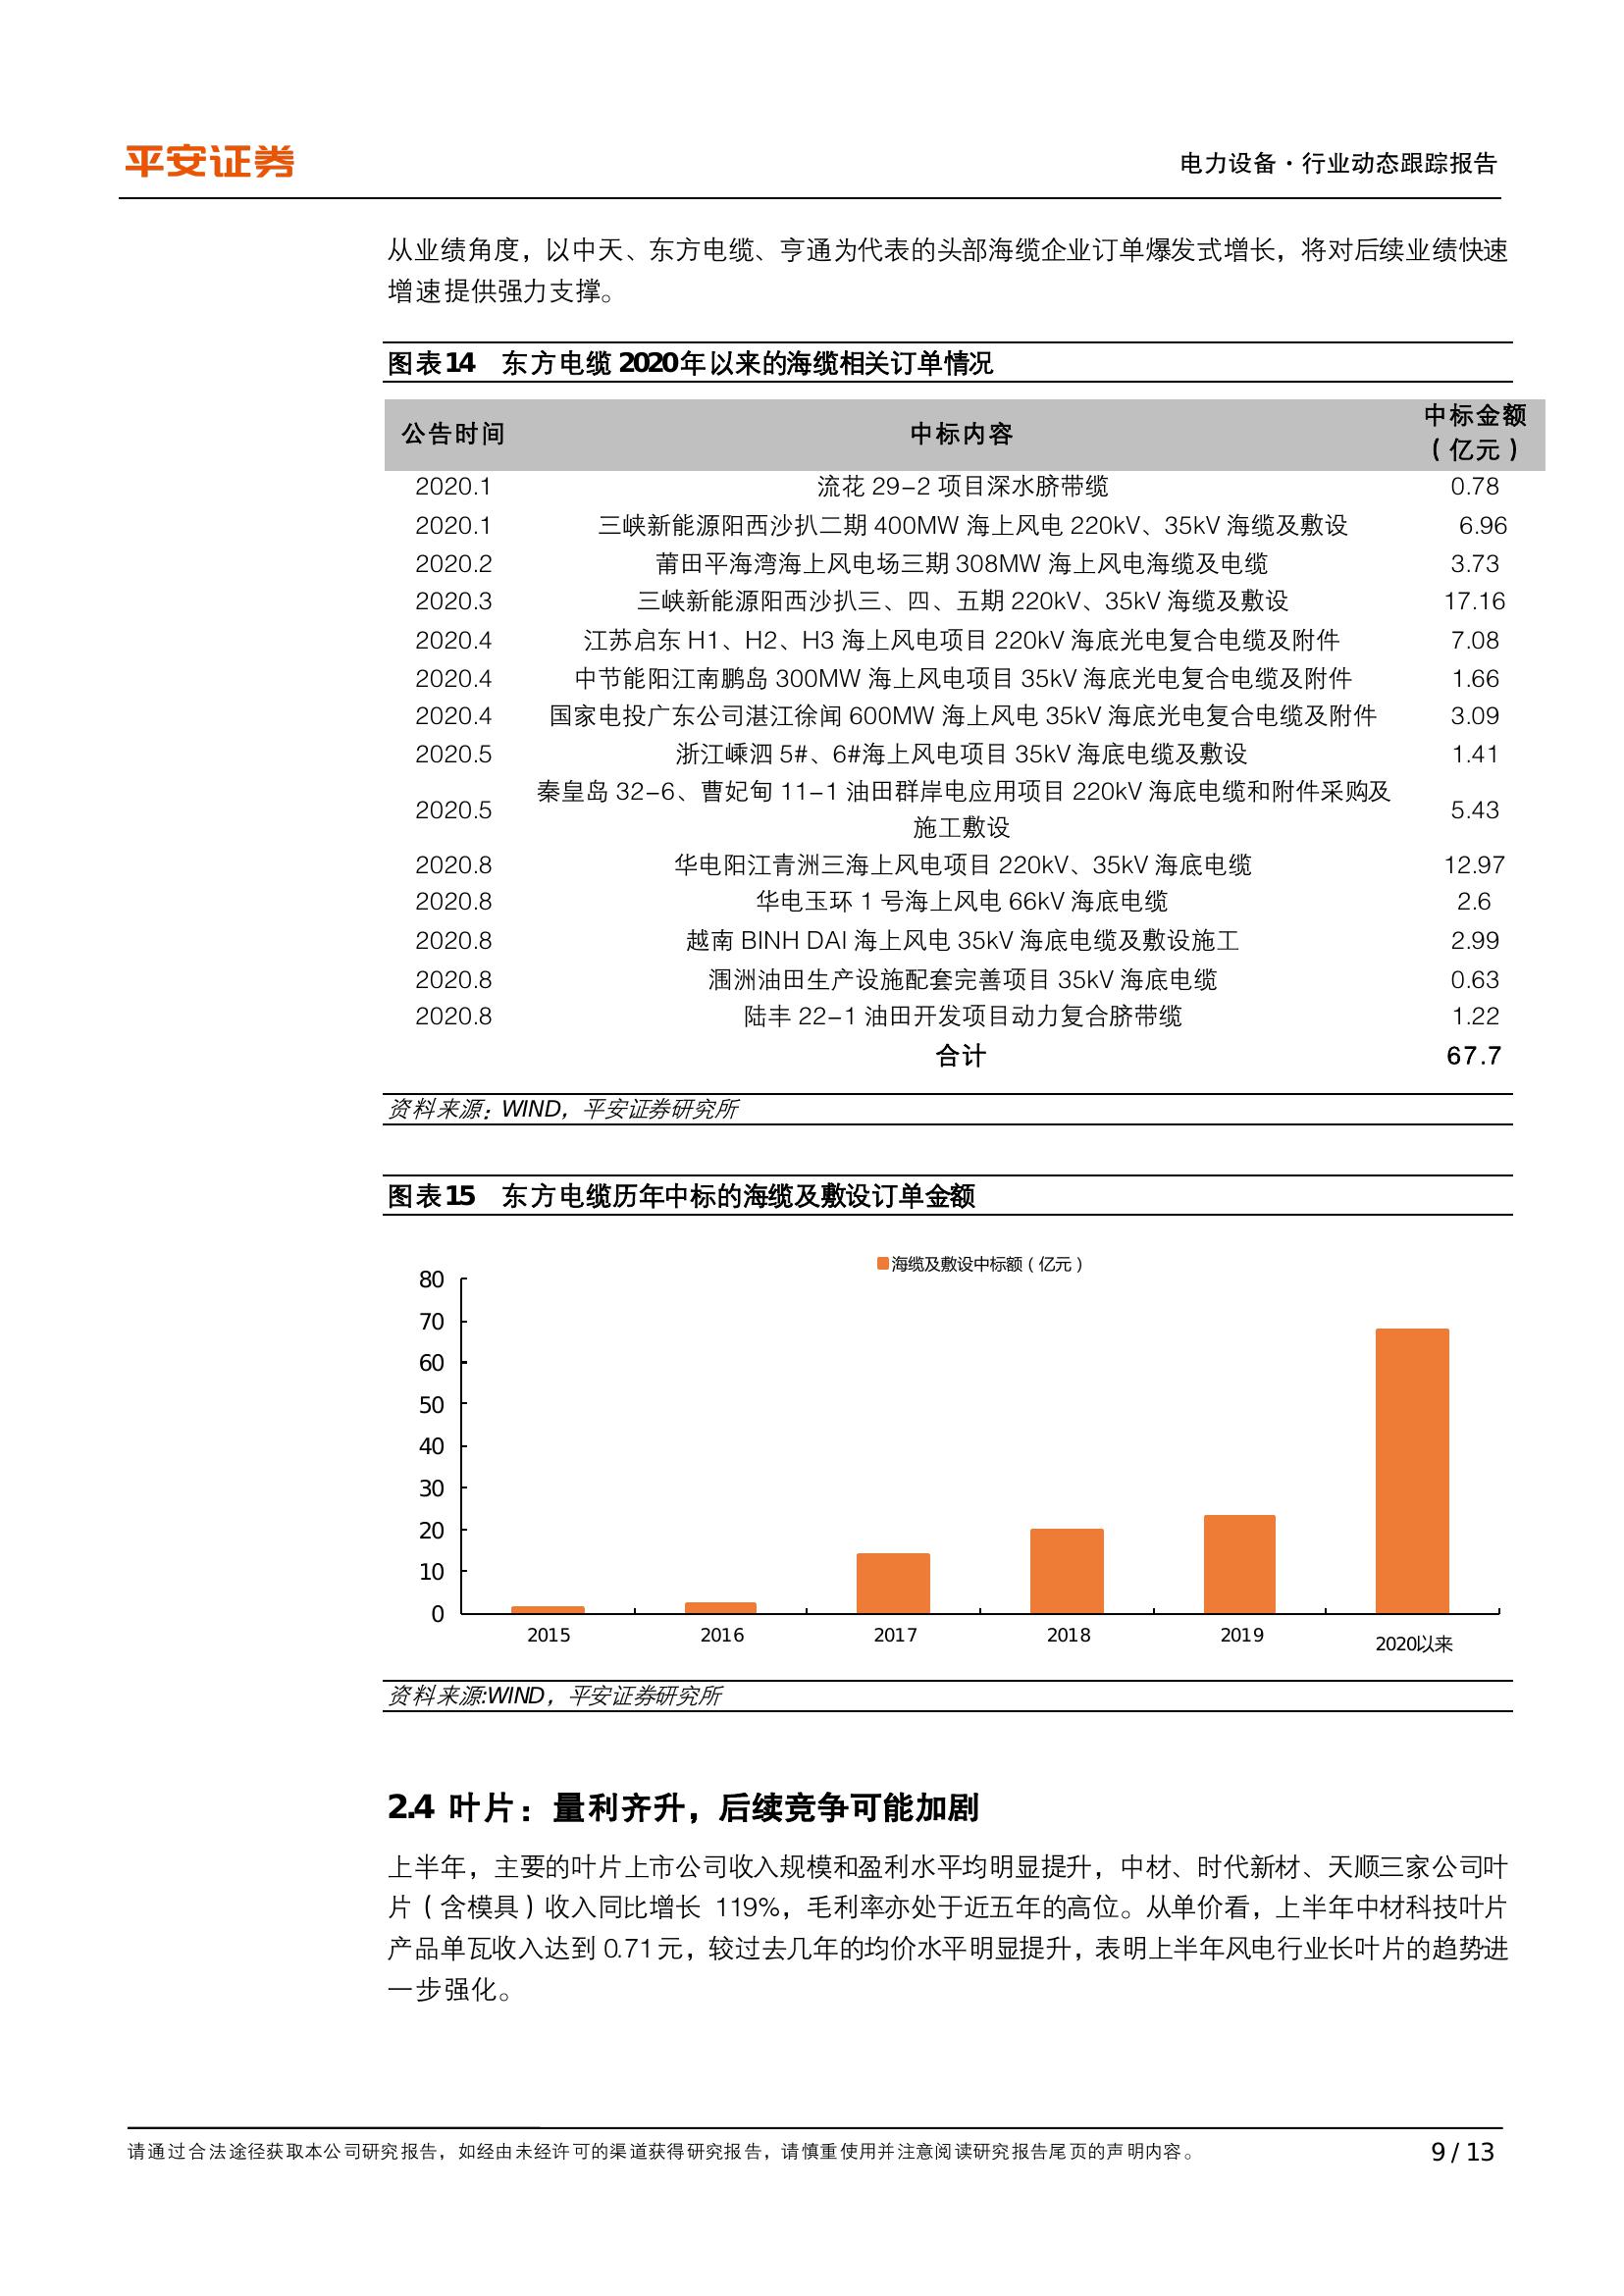 平安证券
电力设备·行业动态跟踪报告
从业绩角度，以中天、东方电缆、亨通为代表的头部海缆企业订单爆发式增长，将对后续业绩快速
增速提供强力支撑。
图表14 东方电缆 2020年以来的海缆相关订单情况
公告时间 中标内容 中标金额
（亿元）
2020.1 流花 29-2 项目深水脐带缆 0.78
2020.1 三峡新能源阳西沙扒二期 400MW 海上风电 220kV、35kV 海缆及敷设 6.96
2020.2 莆田平海湾海上风电场三期 308MW 海上风电海缆及电缆 3.73
2020.3 三峡新能源阳西沙扒三、四、五期 220kV、35kV 海缆及敷设 17.16
2020.4 江苏启东 H1、H2、H3 海上风电项目 220kV 海底光电复合电缆及附件 7.08
2020.4 中节能阳江南鹏岛 300MW 海上风电项目 35kV 海底光电复合电缆及附件 1.66
2020.4 国家电投广东公司湛江徐闻 600MW 海上风电 35kV 海底光电复合电缆及附件 3.09
2020.5 浙江嵊泗 5#、6#海上风电项目 35kV 海底电缆及敷设 1.41
2020.5 秦皇岛 32-6、曹妃甸 11-1 油田群岸电应用项目 220kV 海底电缆和附件采购及 5.43
施工敷设
2020.8 华电阳江青洲三海上风电项目 220kV、35kV 海底电缆 12.97
2020.8 华电玉环 1 号海上风电 66kV 海底电缆 2.6
2020.8 越南 BINH DAI 海上风电 35kV 海底电缆及敷设施工 2.99
2020.8 涠洲油田生产设施配套完善项目 35kV 海底电缆 0.63
2020.8 陆丰 22-1 油田开发项目动力复合脐带缆 1.22
合计 67.7
资料来源：WIND，平安证券研究所
图表15 东方电缆历年中标的海缆及敷设订单金额
海缆及敷设中标额（亿元）
80
70
60
50
40
30
20
10
0
2015 2016 2017 2018 2019 2020以来
资料来源:WIND，平安证券研究所
2.4 叶片：量利齐升，后续竞争可能加剧
上半年，主要的叶片上市公司收入规模和盈利水平均明显提升，中材、时代新材、天顺三家公司叶
片（含模具）收入同比增长 119%，毛利率亦处于近五年的高位。从单价看，上半年中材科技叶片
产品单瓦收入达到 0.71 元，较过去几年的均价水平明显提升，表明上半年风电行业长叶片的趋势进
一步强化。
请通过合法途径获取本公司研究报告，如经由未经许可的渠道获得研究报告，请慎重使用并注意阅读研究报告尾页的声明内容。 9 / 13